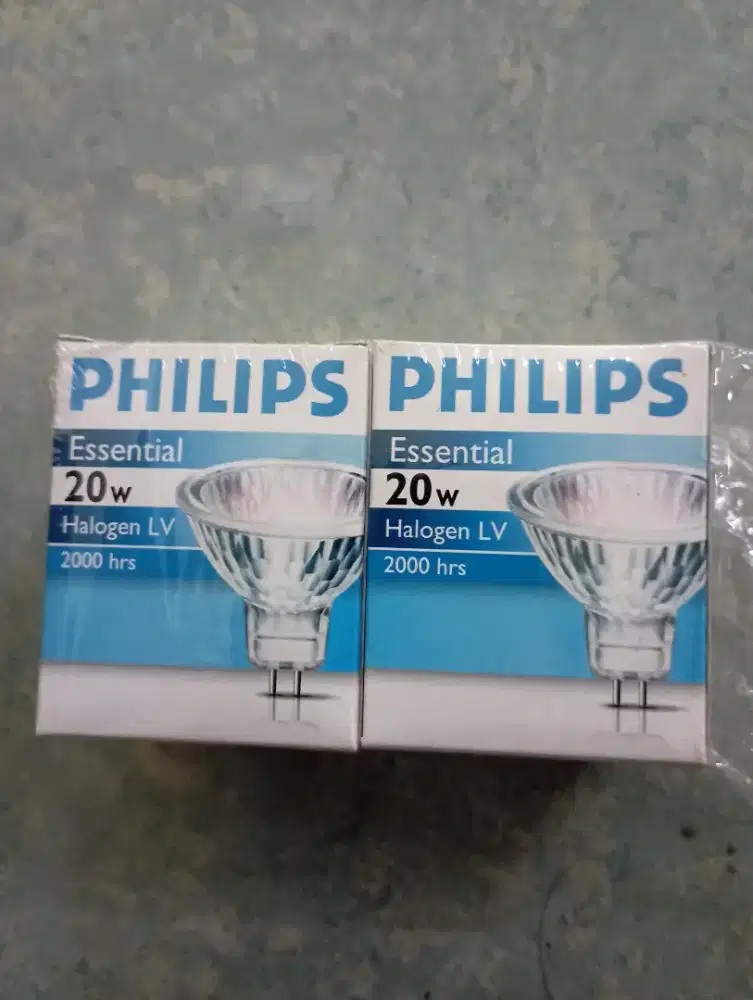 PHILIPS
Essential
20w
Halogen LV
2000 hrs
PHILIPS
Essential
20w
Halogen LV
2000 hrs